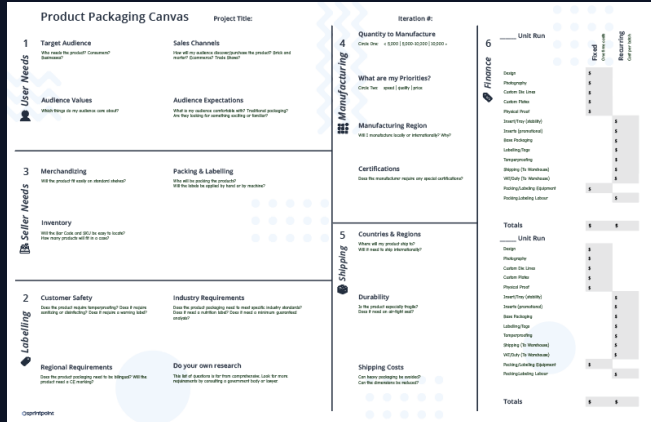 Product Packaging Canvas
Project Title:
Iteration #:
1
User Needs
Target Audience
Who needs the product? Consumers?
Businesses?
Sales Channels
How will my audience discover/purchase the product? Brick and
mortar? Ecommerce? Trade Shows?
Audience Values
Which things do my audience care about?
Audience Expectations
What is my audience comfortable with? Traditional packaging?
Are they looking for something exciting or familiar?
3
Seller Needs
Merchandizing
Will the product fit easily on standard shelves?
Packing & Labelling
Who will be packing the products?
Will the labels be applied by hand or by machine?
Inventory
Will the Bar Code and SKU be easy to locate?
How many products will fit in a case?
2
Labelling
Customer Safety
Does the product require tamperproofing? Does it require
sanitizing or disinfecting? Does it require a warning label?
Industry Requirements
Does the product packaging need to meet specific industry standards?
Does it need a nutrition label? Does it need a minimum guaranteed
analysis?
Regional Requirements
Does the product packaging need to be bilingual? Will the
product need a CE marking?
Do your own research
This list of questions is far from comprehensive. Look for more
requirements by consulting a government body or lawyer
sprintpoint
4
Manufacturing
Quantity to Manufacture
Circle One: < 5,000 | 5,000-10,000 | 10,000 >
What are my Priorities?
Circle Two: speed | quality | price
Manufacturing Region
Will I manufacture locally or internationally? Why?
Certifications
Does the manufacturer require any special certifications?
5
Shipping
Countries & Regions
Where will my product ship to?
Will it need to ship internationally?
Durability
Is the product especially fragile?
Does it need an air-tight seal?
Shipping Costs
Can heavy packaging be avoided?
Can the dimensions be reduced?
6
Finance
_____ Unit Run
Fixed
Recurring
Design $
Photography $
Custom Die Lines $
Custom Plates $
Physical Proof $
Insert/Tray (stability) $
Inserts (promotional) $
Base Packaging $
Labelling/Tags $
Tamperproofing $
Shipping (To Warehouse) $
VAT/Duty (To Warehouse) $
Packing/Labelling Equipment $
Packing/Labelling Labour $
Totals $ $
_____ Unit Run
Design $
Photography $
Custom Die Lines $
Custom Plates $
Physical Proof $
Insert/Tray (stability) $
Inserts (promotional) $
Base Packaging $
Labelling/Tags $
Tamperproofing $
Shipping (To Warehouse) $
VAT/Duty (To Warehouse) $
Packing/Labelling Equipment $
Packing/Labelling Labour $
Totals $ $